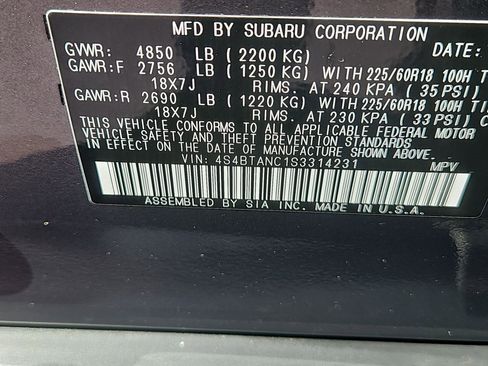 MFD BY SUBARU CORPORATION
GVWR: 4850 LB (2200 KG) DATE:
GAWR:F 2756 LB (1250 KG) WITH 225/60R18 100H T
18X7J RIMS. AT 240 KPA (35 PSI)
GAWR:R 2690 LB (1220 KG) WITH 225/60R18 100H TI
18X7J RIMS. AT 230 KPA (33 PSI) C
THIS VEHICLE CONFORMS TO ALL APPLICABLE FEDERAL MOTOR
VEHICLE SAFETY AND THEFT PREVENTION STANDARDS
IN EFFECT ON THE DATE OF MANUFACTURE SHOWN ABOVE.
VIN: 4S4BTANC1S3314231 MPV
ASSEMBLED BY SIA INC. MADE IN U.S.A.